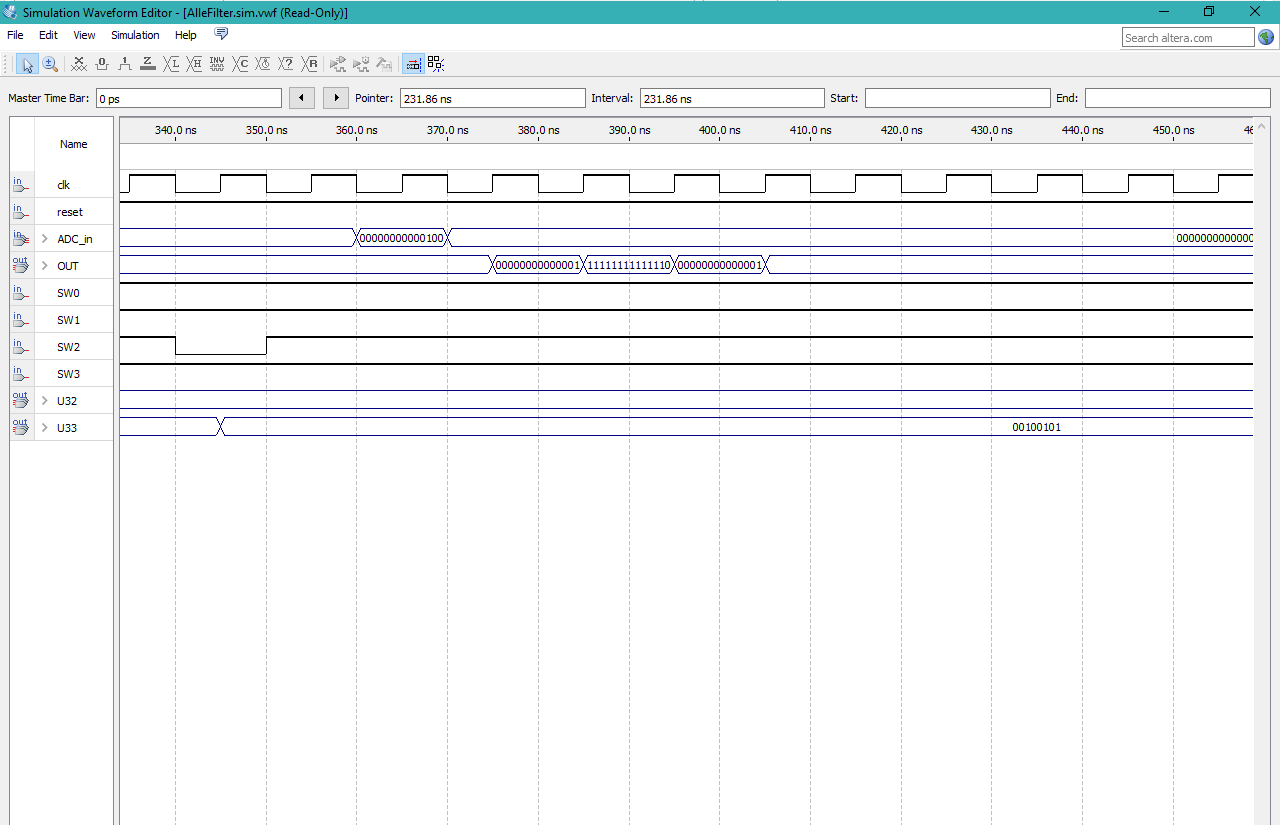 Simulation Waveform Editor - [AlleFilter.sim.vwf (Read-Only)]
File Edit View Simulation Help
Search altera.com
Master Time Bar: 0 ps Pointer: 231.86 ns Interval: 231.86 ns Start: End:
Name 340.0 ns 350.0 ns 360.0 ns 370.0 ns 380.0 ns 390.0 ns 400.0 ns 410.0 ns 420.0 ns 430.0 ns 440.0 ns 450.0 ns 46
in clk
in reset
in ADC_in 00000000000100 00000000000000
out OUT 00000000000001 11111111111110 00000000000001
in SW0
in SW1
in SW2
in SW3
out U32
out U33 00100101